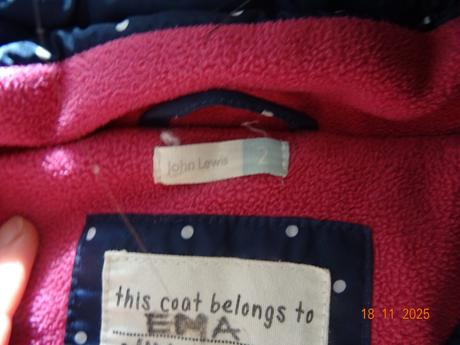 John Lewis 2
this coat belongs to
EMA
18 11 2025